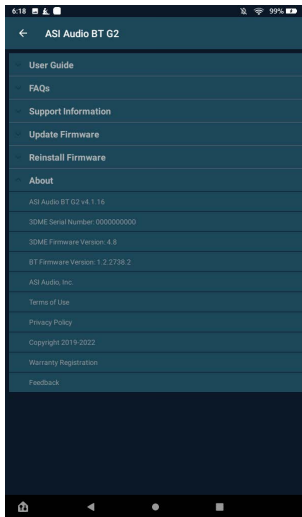 6:18
99%
ASI Audio BT G2
User Guide
FAQs
Support Information
Update Firmware
Reinstall Firmware
About
ASI Audio BT G2 v4.1.16
3DME Serial Number: 0000000000
3DME Firmware Version: 4.8
BT Firmware Version: 1.2.2738.2
ASI Audio, Inc.
Terms of Use
Privacy Policy
Copyright 2019-2022
Warranty Registration
Feedback